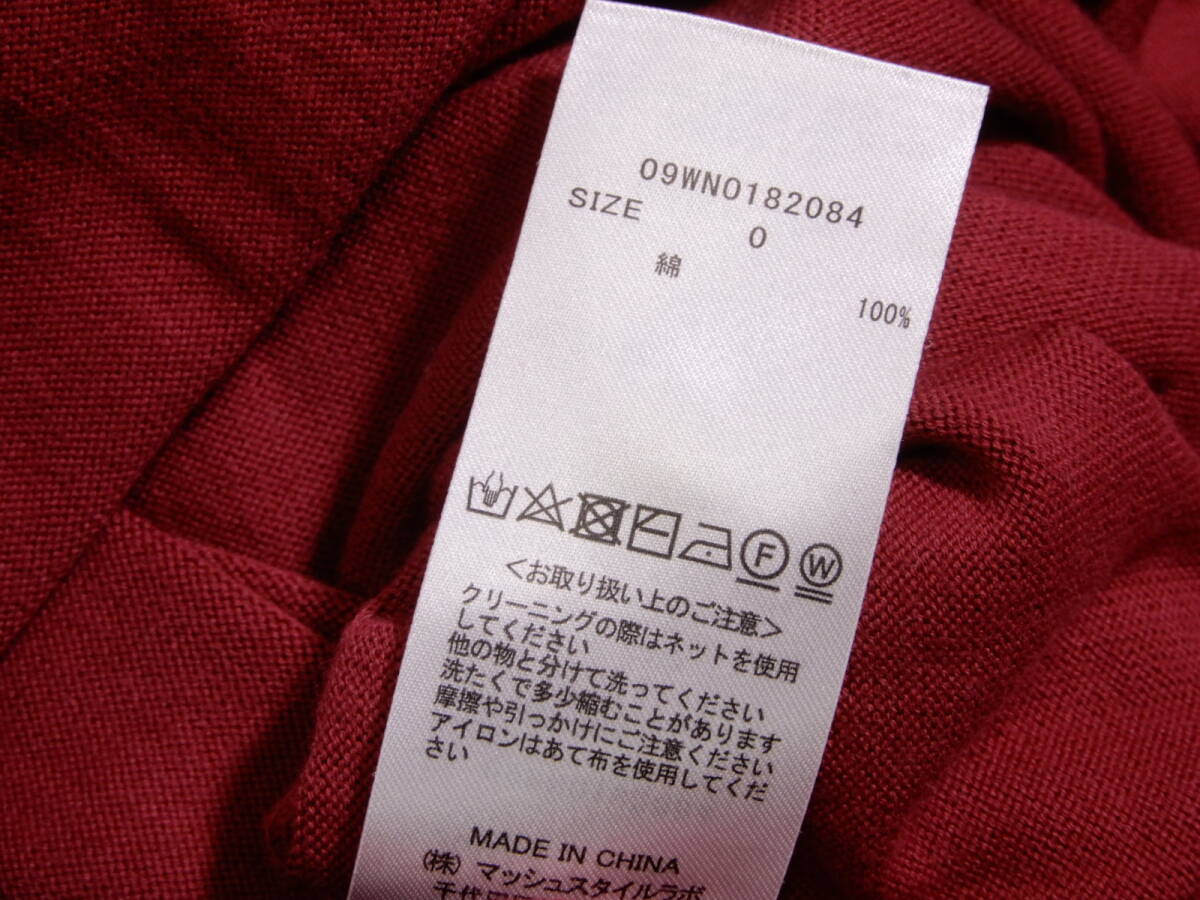 09WNO182084
SIZE 0
綿 100%
F W
<お取り扱い上のご注意>
クリーニングの際はネットを使用
してください
他の物と分けて洗ってください
洗たくで多少縮むことがあります
摩擦や引っかけにご注意ください
アイロンはあて布を使用してくだ
さい
MADE IN CHINA
(株) マッシュスタイルラボ
千代田